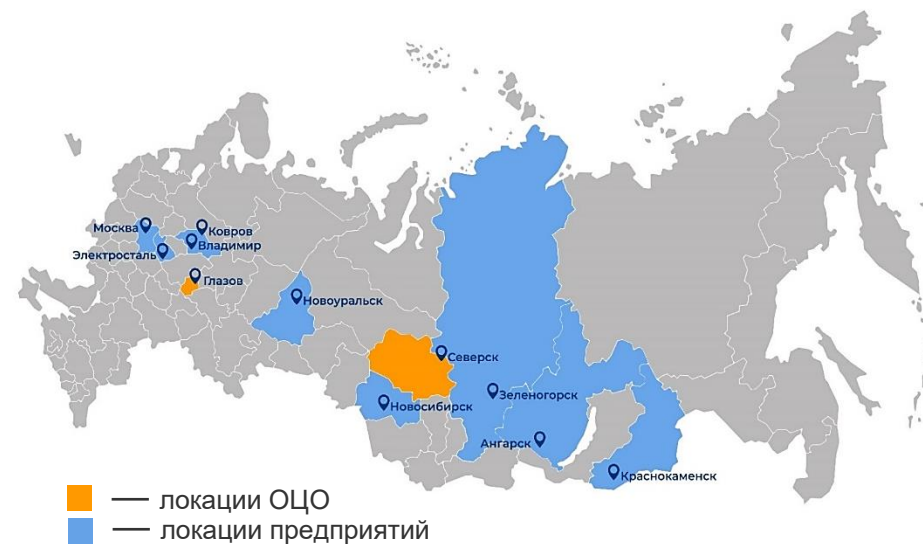 Москва
Ковров
Владимир
Электросталь
Глазов
Новоуральск
Северск
Зеленогорск
Новосибирск
Ангарск
Краснокаменск
— локации ОЦО
— локации предприятий